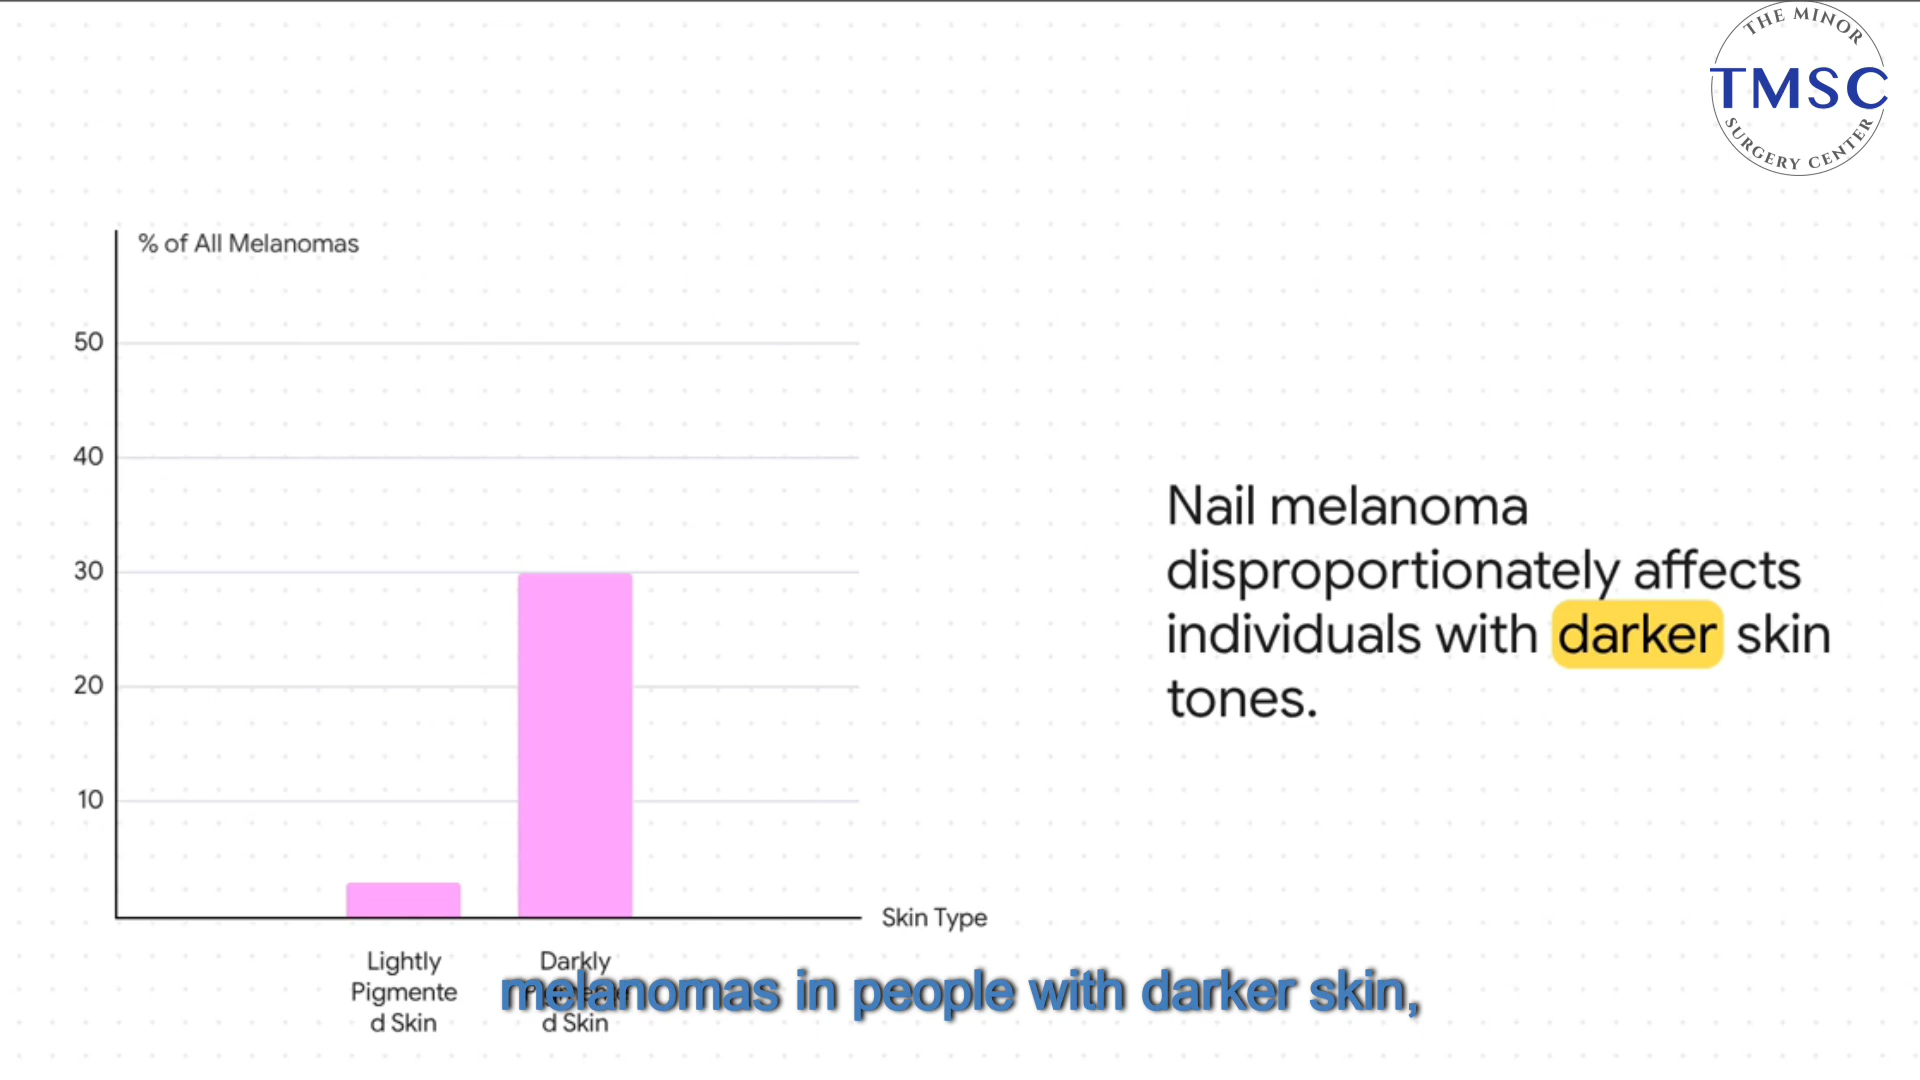 THE MINOR
TMSC
SURGERY CENTER
% of All Melanomas
50
40
30
20
10
Skin Type
Lightly
Pigmente
d Skin
Darkly
d Skin
Nail melanoma
disproportionately affects
individuals with darker skin
tones.
melanomas in people with darker skin,